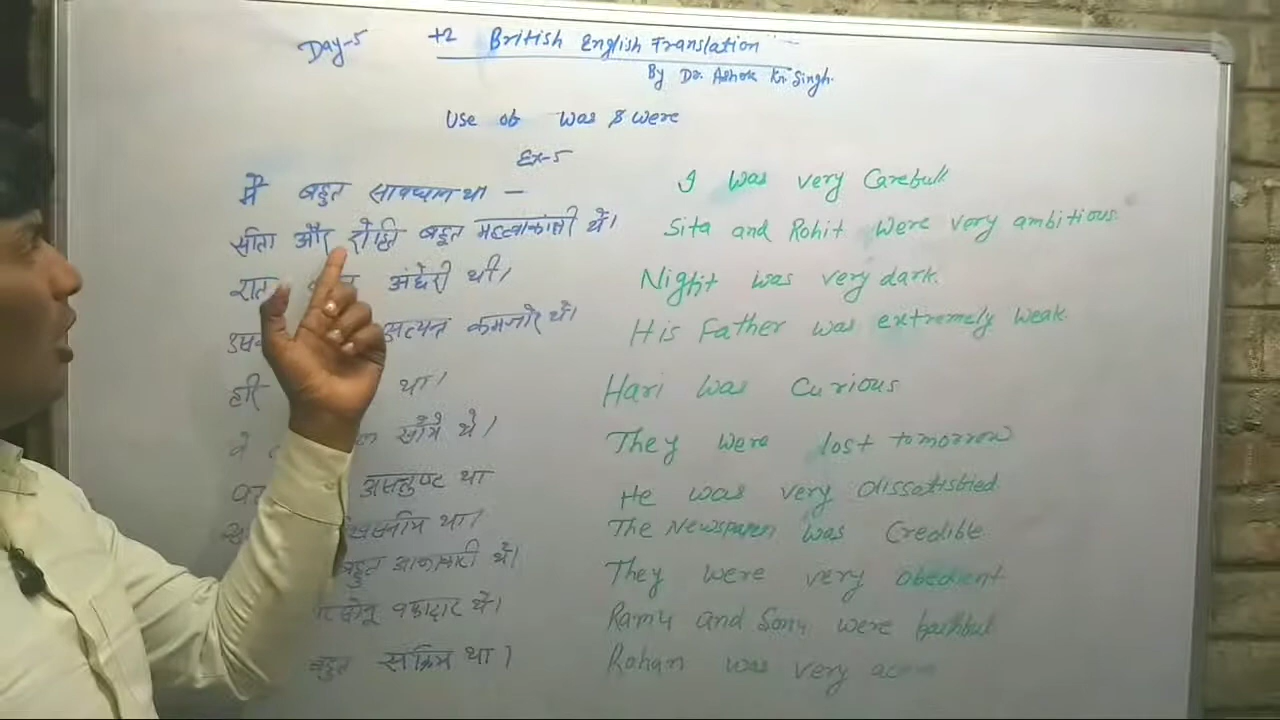 Day-5 +2 British English Translation
By Dr. Ashok Kr. Singh.
Use of Was & Were
Ex-5
मै बहुत सावधान था — I was very Carefull
सीता और रोहित बहुत महत्वाकांक्षी थे। Sita and Rohit were very ambitious.
रात अंधेरी थी। Night was very dark.
अत्यन्त कमजोर थे। His Father was extremely weak.
हरि था। Hari was Curious
वे खोये थे। They were lost tomorrow
असंतुष्ट था He was very dissatisfied
था। The Newspaper was Credible
बहुत आज्ञाकारी थे। They were very obedient
सोनू वफादार थे। Ramu and Sonu were faithful
बहुत सक्रिय था। Rohan was very